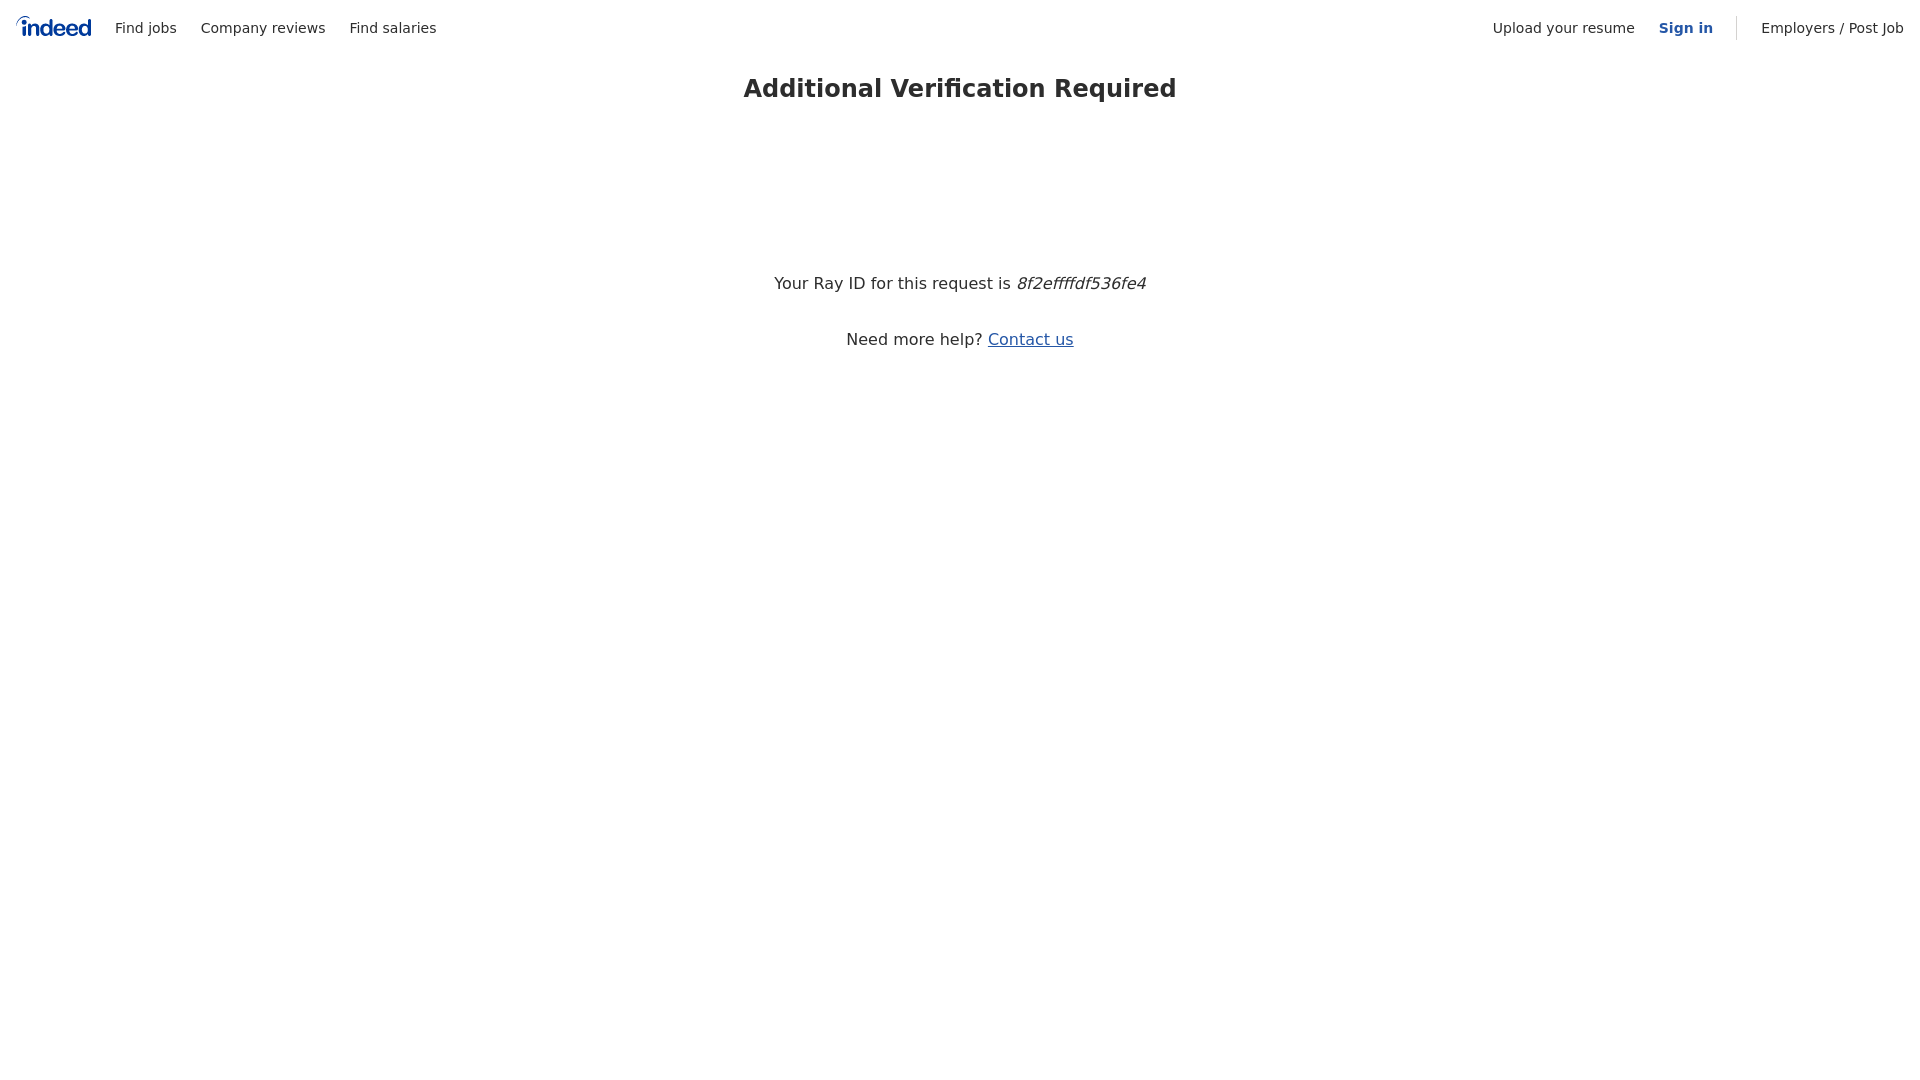 indeed
Find jobs
Company reviews
Find salaries
Upload your resume
Sign in
Employers / Post Job
Additional Verification Required
Your Ray ID for this request is 8f2effffdf536fe4
Need more help? Contact us